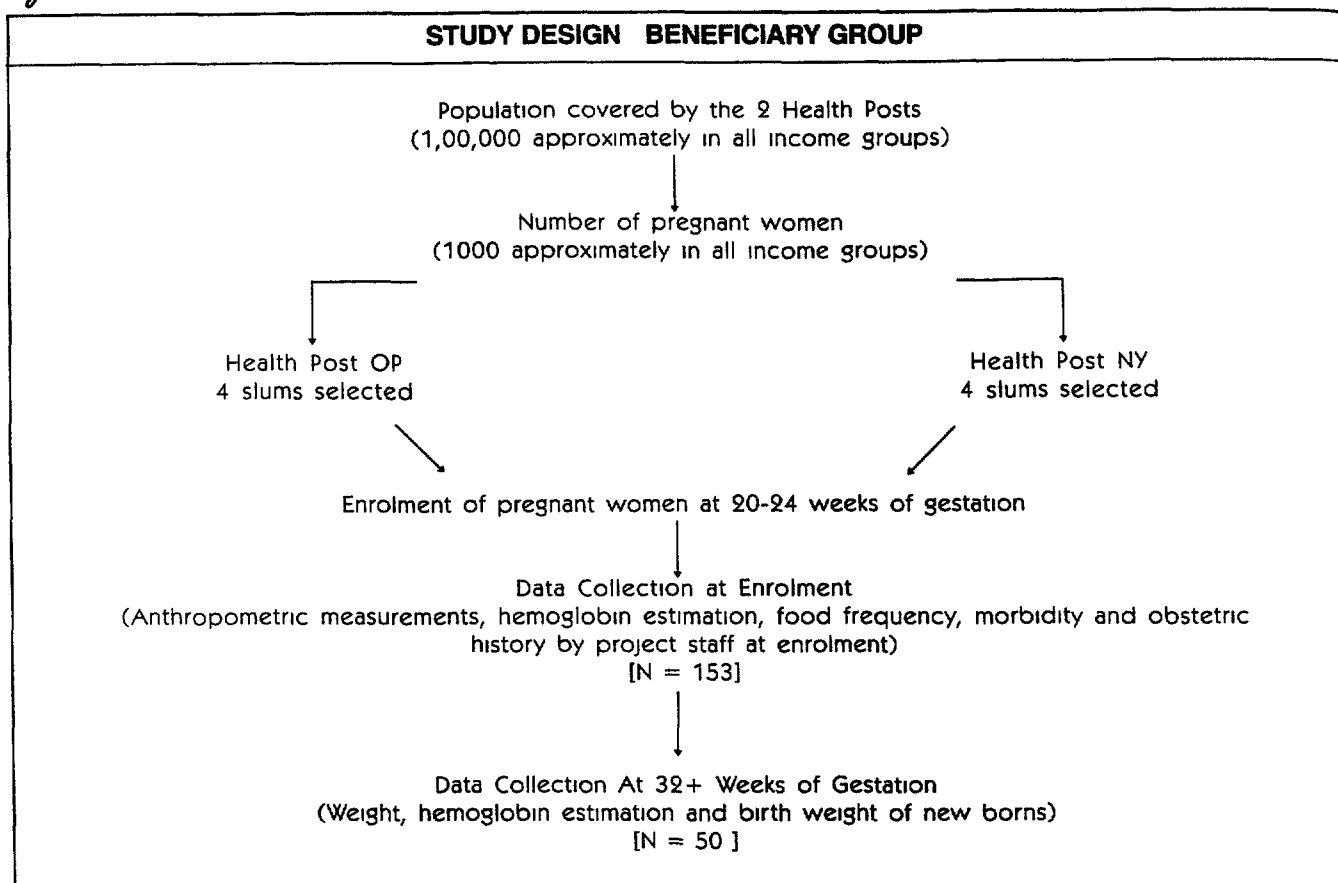 STUDY DESIGN BENEFICIARY GROUP
Population covered by the 2 Health Posts
(1,00,000 approximately in all income groups)
Number of pregnant women
(1000 approximately in all income groups)
Health Post OP
4 slums selected
Health Post NY
4 slums selected
Enrolment of pregnant women at 20-24 weeks of gestation
Data Collection at Enrolment
(Anthropometric measurements, hemoglobin estimation, food frequency, morbidity and obstetric
history by project staff at enrolment)
[N = 153]
Data Collection At 32+ Weeks of Gestation
(Weight, hemoglobin estimation and birth weight of new borns)
[N = 50 ]